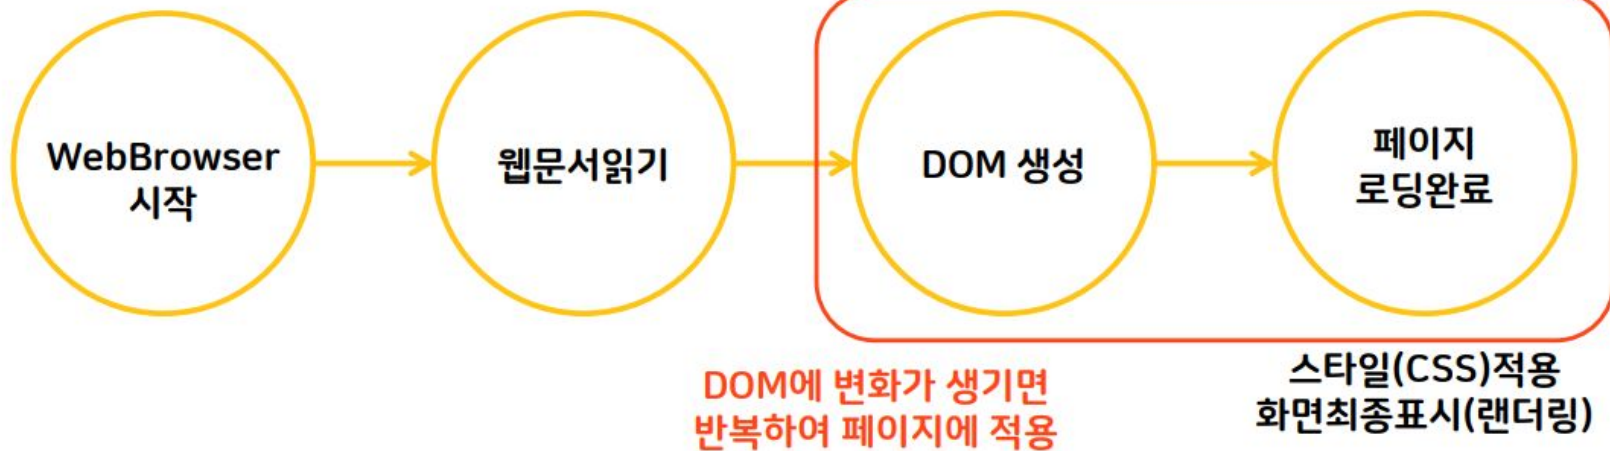 WebBrowser
시작
웹문서읽기
DOM 생성
페이지
로딩완료
DOM에 변화가 생기면
반복하여 페이지에 적용
스타일(CSS)적용
화면최종표시(랜더링)